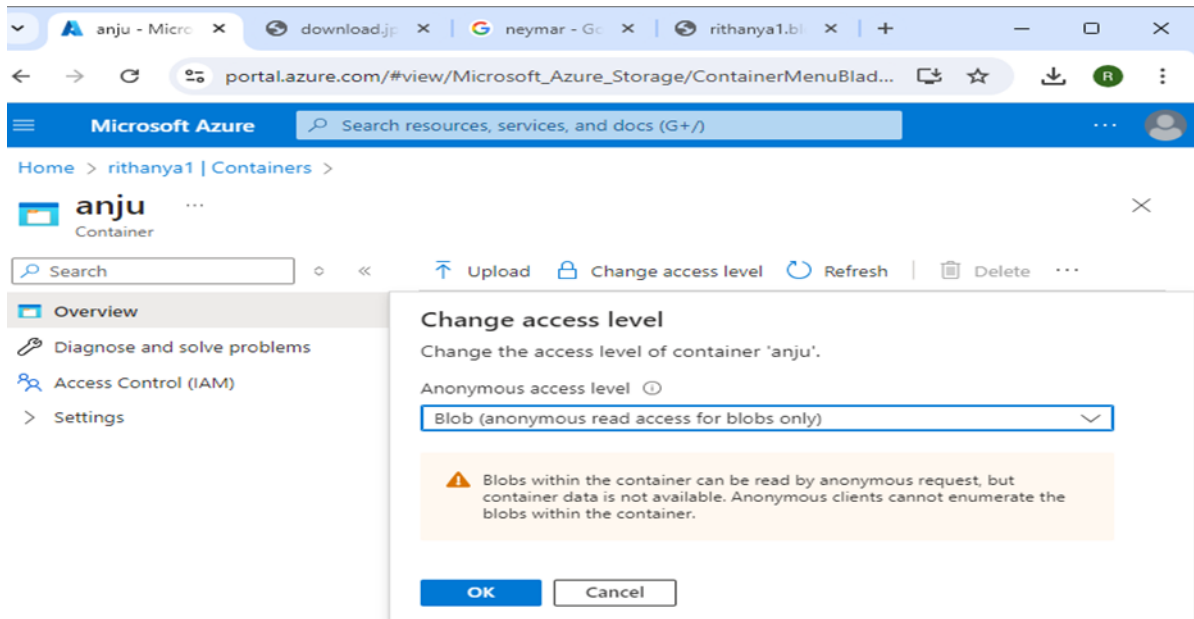 anju - Micro
download.jp
neymar - Go
rithanya1.bl
portal.azure.com/#view/Microsoft_Azure_Storage/ContainerMenuBlad...
R
Microsoft Azure
Search resources, services, and docs (G+/)
...
Home > rithanya1 | Containers >
anju ...
Container
Search
Upload Change access level Refresh Delete ...
Overview
Diagnose and solve problems
Access Control (IAM)
Settings
Change access level
Change the access level of container 'anju'.
Anonymous access level
Blob (anonymous read access for blobs only)
Blobs within the container can be read by anonymous request, but
container data is not available. Anonymous clients cannot enumerate the
blobs within the container.
OK Cancel